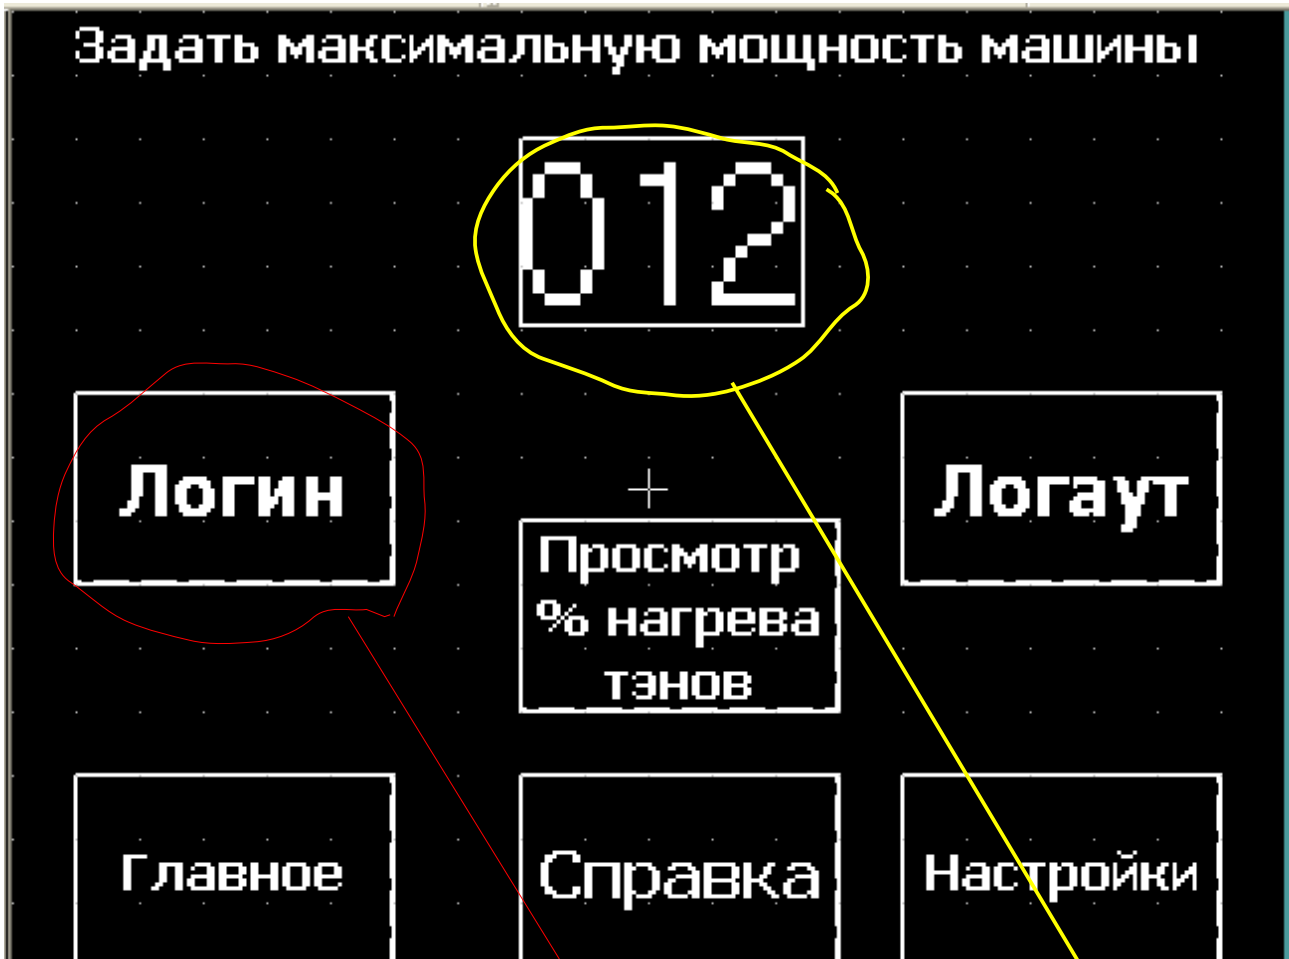 Задать максимальную мощность машины
012
Логин
Логаут
Просмотр
% нагрева
тэнов
Главное
Справка
Настройки